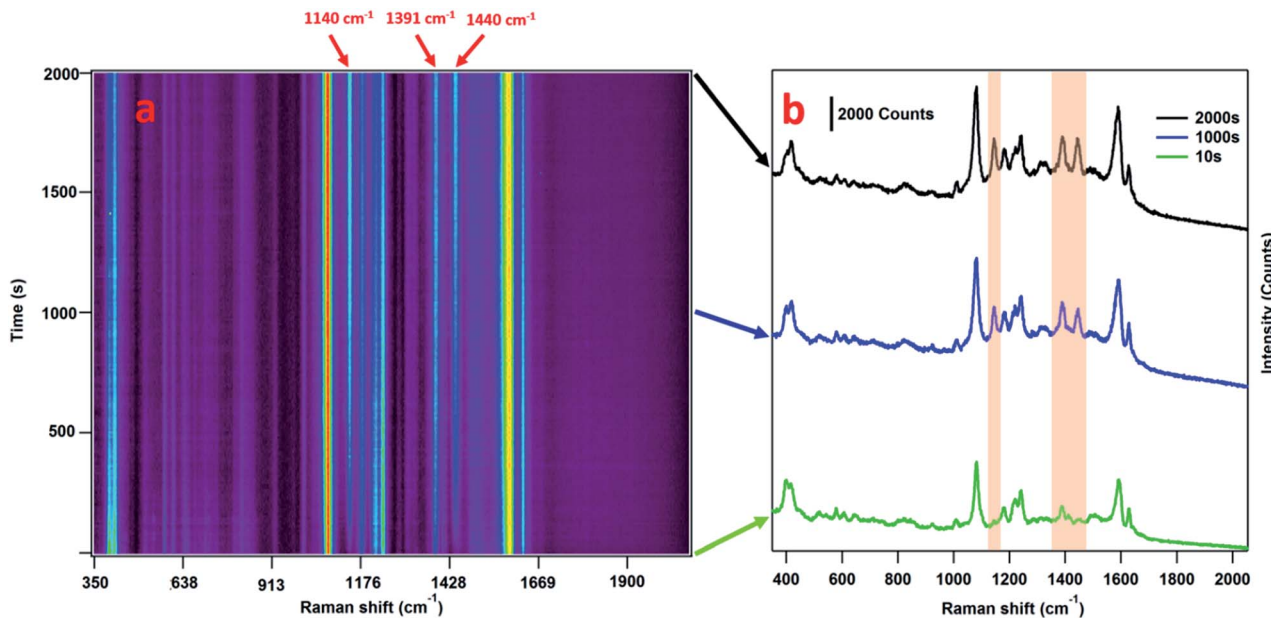 1140 cm⁻¹
1391 cm⁻¹
1440 cm⁻¹
a
2000
1500
1000
500
Time (s)
350
638
913
1176
1428
1669
1900
Raman shift (cm⁻¹)
b
2000 Counts
2000s
1000s
10s
Intensity (Counts)
400
600
800
1000
1200
1400
1600
1800
2000
Raman shift (cm⁻¹)